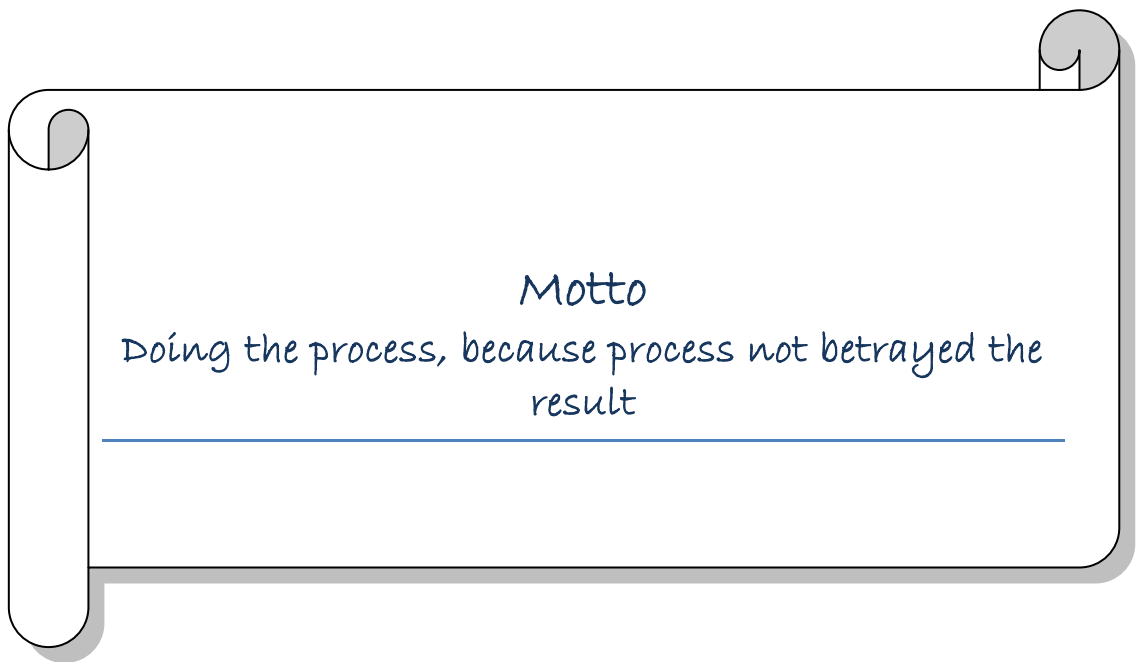 Motto
Doing the process, because process not betrayed the
result